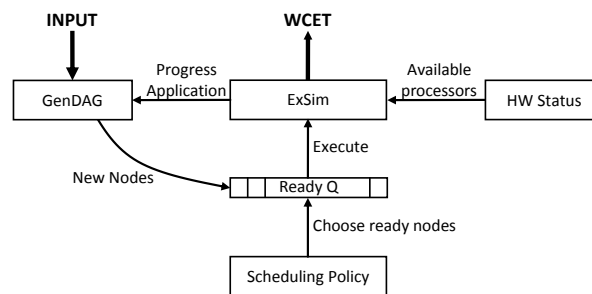 INPUT
WCET
Progress
Application
Available
processors
GenDAG
ExSim
HW Status
Execute
New Nodes
Ready Q
Choose ready nodes
Scheduling Policy